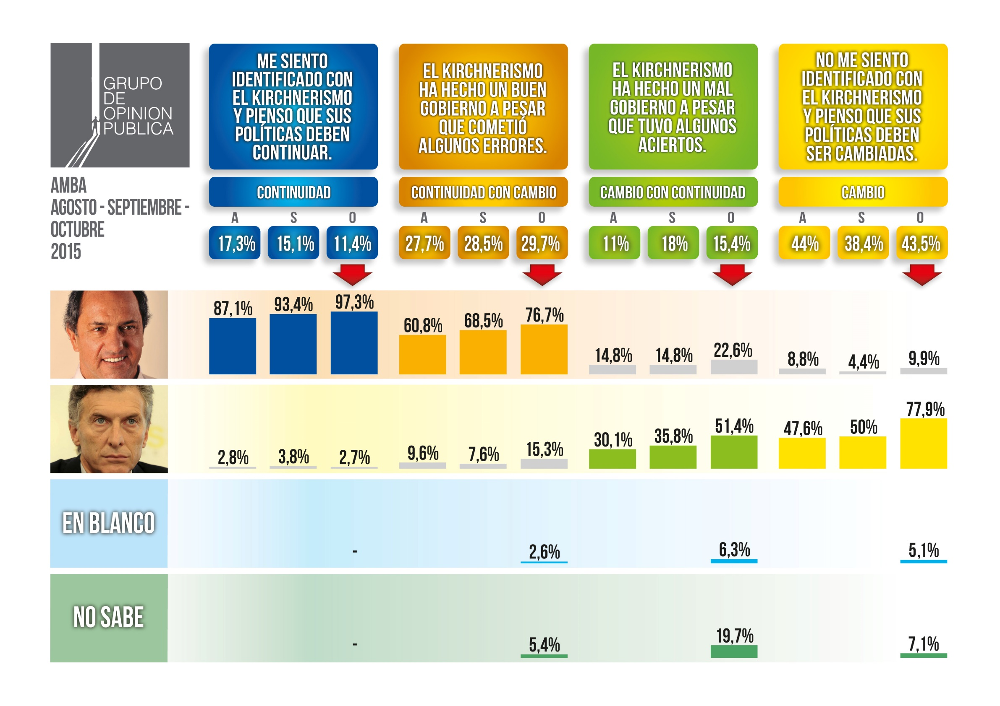 GRUPO
DE
OPINION
PUBLICA
AMBA
AGOSTO - SEPTIEMBRE -
OCTUBRE
2015
ME SIENTO
IDENTIFICADO CON
EL KIRCHNERISMO
Y PIENSO QUE SUS
POLÍTICAS DEBEN
CONTINUAR.
EL KIRCHNERISMO
HA HECHO UN BUEN
GOBIERNO A PESAR
QUE COMETIÓ
ALGUNOS ERRORES.
EL KIRCHNERISMO
HA HECHO UN MAL
GOBIERNO A PESAR
QUE TUVO ALGUNOS
ACIERTOS.
NO ME SIENTO
IDENTIFICADO CON
EL KIRCHNERISMO
Y PIENSO QUE SUS
POLÍTICAS DEBEN
SER CAMBIADAS.
CONTINUIDAD
CONTINUIDAD CON CAMBIO
CAMBIO CON CONTINUIDAD
CAMBIO
A S O A S O A S O A S O
17,3% 15,1% 11,4% 27,7% 28,5% 29,7% 11% 18% 15,4% 44% 38,4% 43,5%
87,1% 93,4% 97,3% 60,8% 68,5% 76,7% 14,8% 14,8% 22,6% 8,8% 4,4% 9,9%
2,8% 3,8% 2,7% 9,6% 7,6% 15,3% 30,1% 35,8% 51,4% 47,6% 50% 77,9%
EN BLANCO
- 2,6% 6,3% 5,1%
NO SABE
- 5,4% 19,7% 7,1%